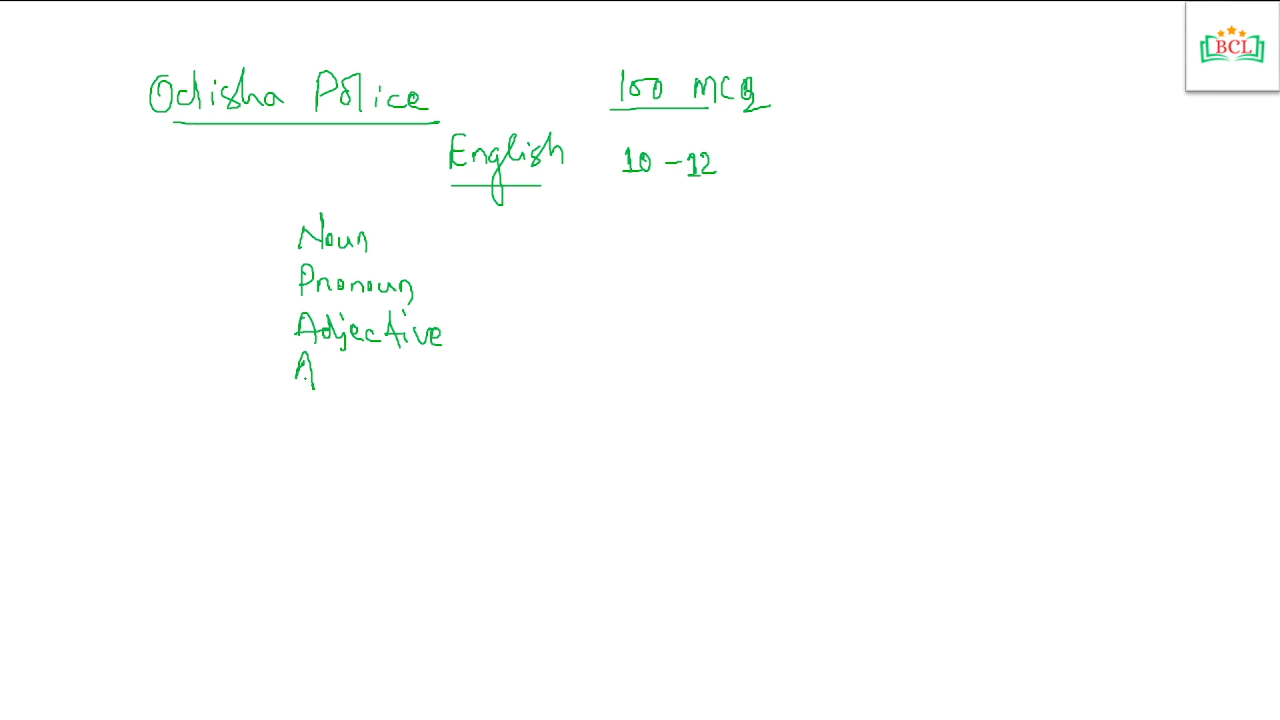 BCL
Odisha Police 100 MCQ
English 10-12
Noun
Pronoun
Adjective
A